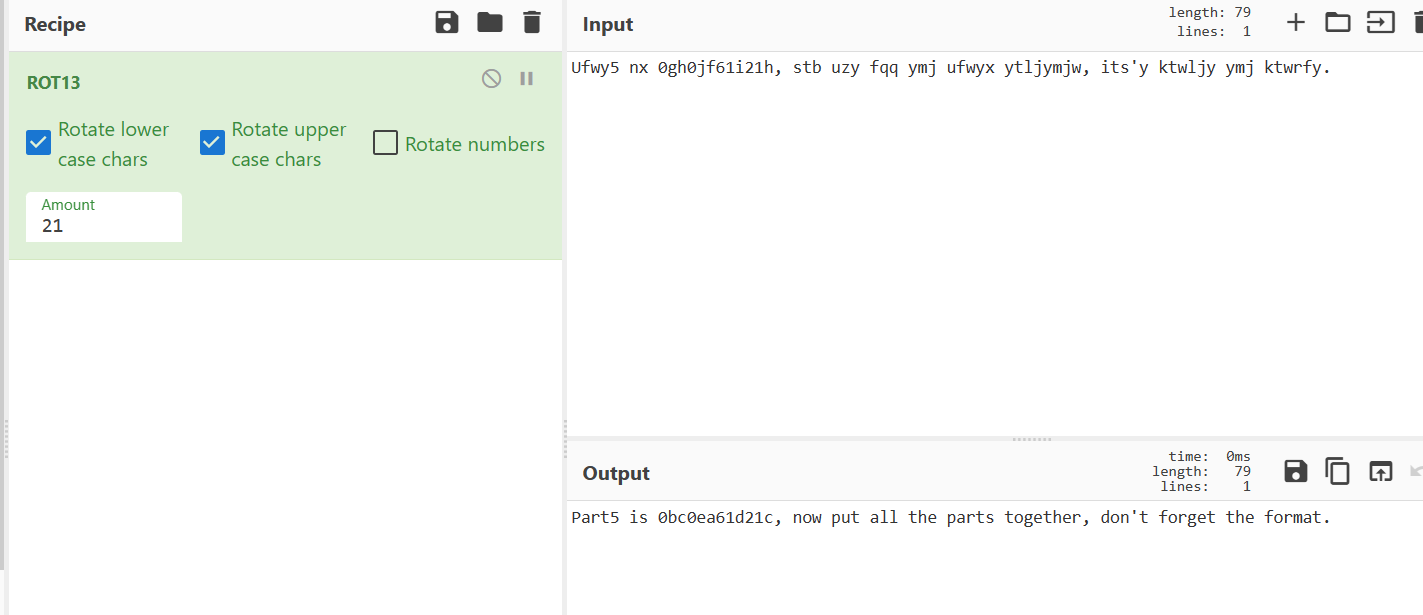 Recipe
ROT13
Rotate lower case chars
Rotate upper case chars
Rotate numbers
Amount
21
Input
length: 79
lines: 1
Ufwy5 nx 0gh0jf61i21h, stb uzy fqq ymj ufwyx ytljymjw, its'y ktwljy ymj ktwrfy.
Output
time: 0ms
length: 79
lines: 1
Part5 is 0bc0ea61d21c, now put all the parts together, don't forget the format.